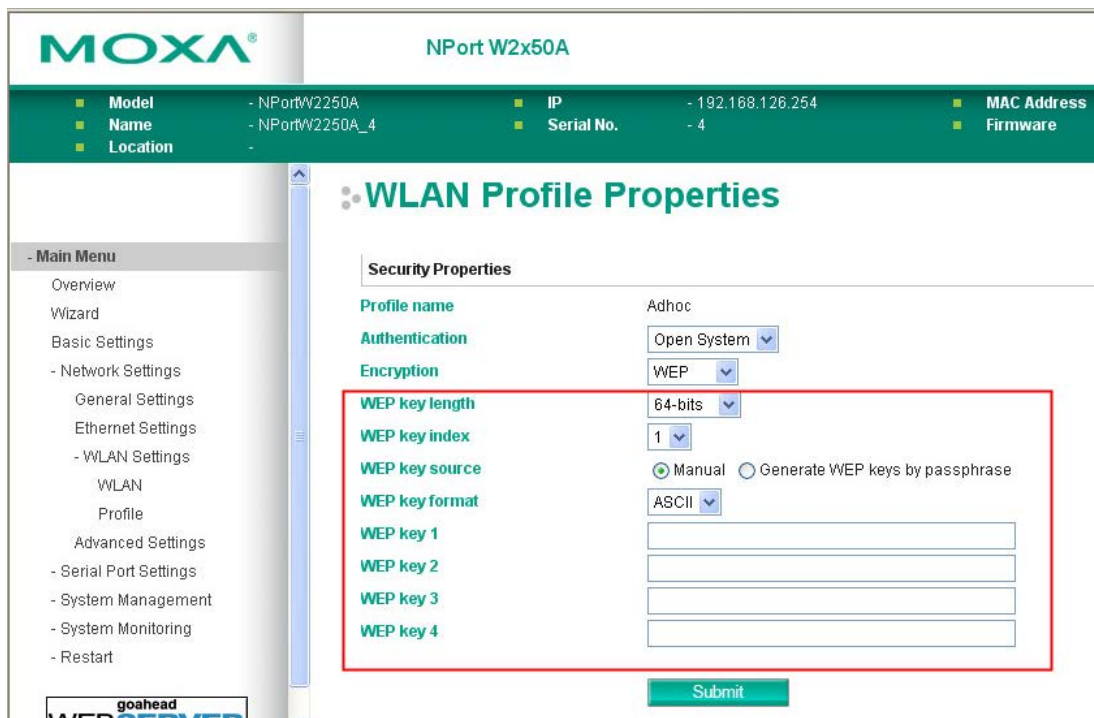 MOXA®
NPort W2x50A
Model - NPortW2250A IP - 192.168.126.254 MAC Address
Name - NPortW2250A_4 Serial No. - 4 Firmware
Location -
WLAN Profile Properties
- Main Menu
Overview
Wizard
Basic Settings
- Network Settings
General Settings
Ethernet Settings
- WLAN Settings
WLAN
Profile
Advanced Settings
- Serial Port Settings
- System Management
- System Monitoring
- Restart
goahead
WEBSERVER
Security Properties
Profile name Adhoc
Authentication Open System
Encryption WEP
WEP key length 64-bits
WEP key index 1
WEP key source Manual Generate WEP keys by passphrase
WEP key format ASCII
WEP key 1
WEP key 2
WEP key 3
WEP key 4
Submit